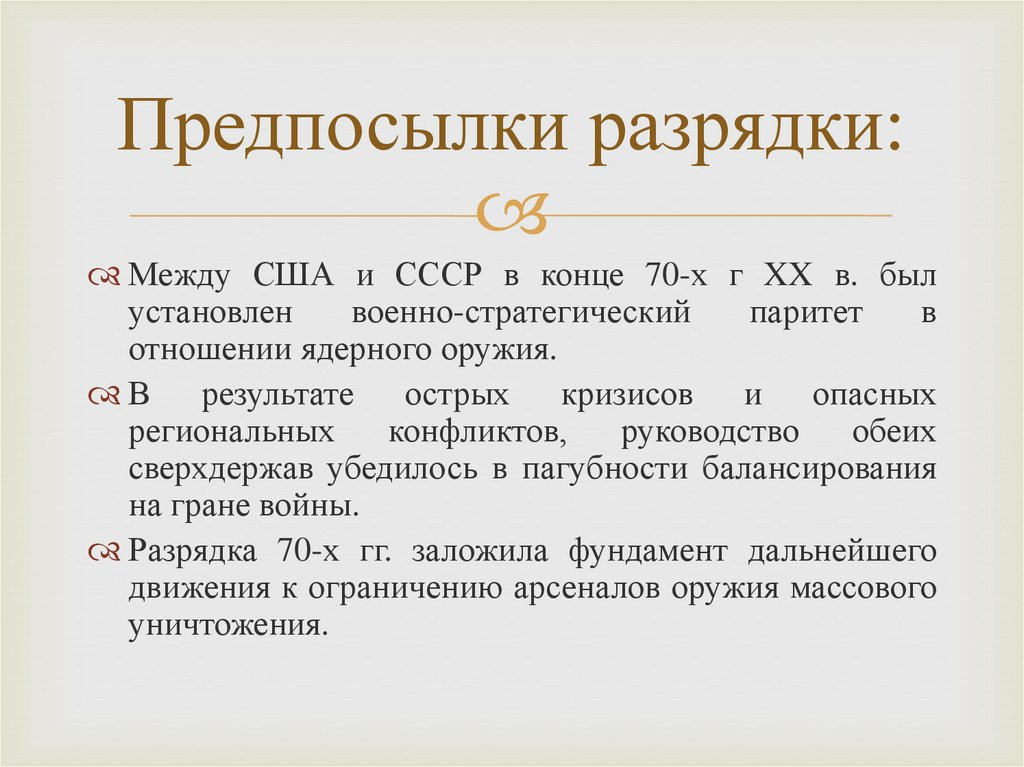 Предпосылки разрядки:
Между США и СССР в конце 70-х г XX в. был
установлен военно-стратегический паритет в
отношении ядерного оружия.
В результате острых кризисов и опасных
региональных конфликтов, руководство обеих
сверхдержав убедилось в пагубности балансирования
на гране войны.
Разрядка 70-х гг. заложила фундамент дальнейшего
движения к ограничению арсеналов оружия массового
уничтожения.